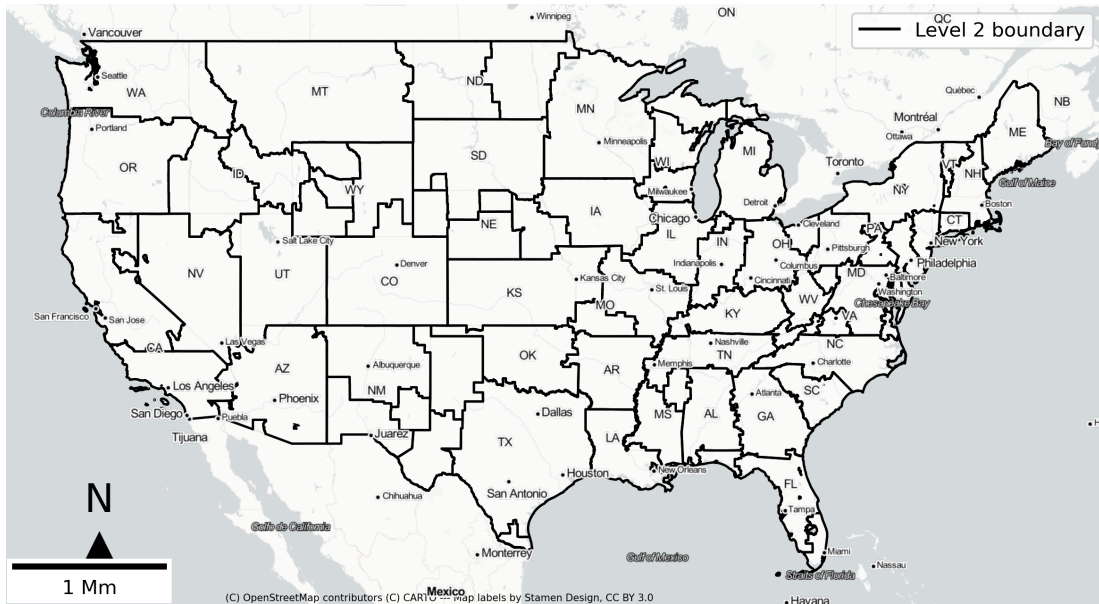 Winnipeg
ON
QC
Level 2 boundary
Vancouver
Seattle
WA
MT
ND
MN
Québec
NB
Columbia River
Portland
Montréal
Ottawa
ME
Bay of Fund
OR
ID
WY
SD
Minneapolis
WI
MI
Toronto
VT
NH
Gulf of Maine
NY
Milwaukee
Detroit
Boston
Chicago
IA
NE
IL
IN
OH
Cleveland
PA
CT
New York
Salt Lake City
Pittsburgh
Philadelphia
NV
UT
CO
Denver
KS
Kansas City
St. Louis
MO
Indianapolis
Columbus
Cincinnati
MD
Baltimore
Washington
Chesapeake Bay
WV
VA
KY
San Francisco
San Jose
CA
Las Vegas
AZ
Albuquerque
NM
OK
AR
Memphis
Nashville
TN
NC
Charlotte
SC
Los Angeles
Phoenix
San Diego
Puebla
Tijuana
Juarez
Dallas
TX
LA
MS
AL
Atlanta
GA
H
Houston
New Orleans
San Antonio
Chihuahua
FL
Tampa
N
Golfo de California
Monterrey
Gulf of Mexico
Miami
Nassau
Straits of Florida
1 Mm
Mexico
(C) OpenStreetMap contributors (C) CARTO --- Map labels by Stamen Design, CC BY 3.0
Havana